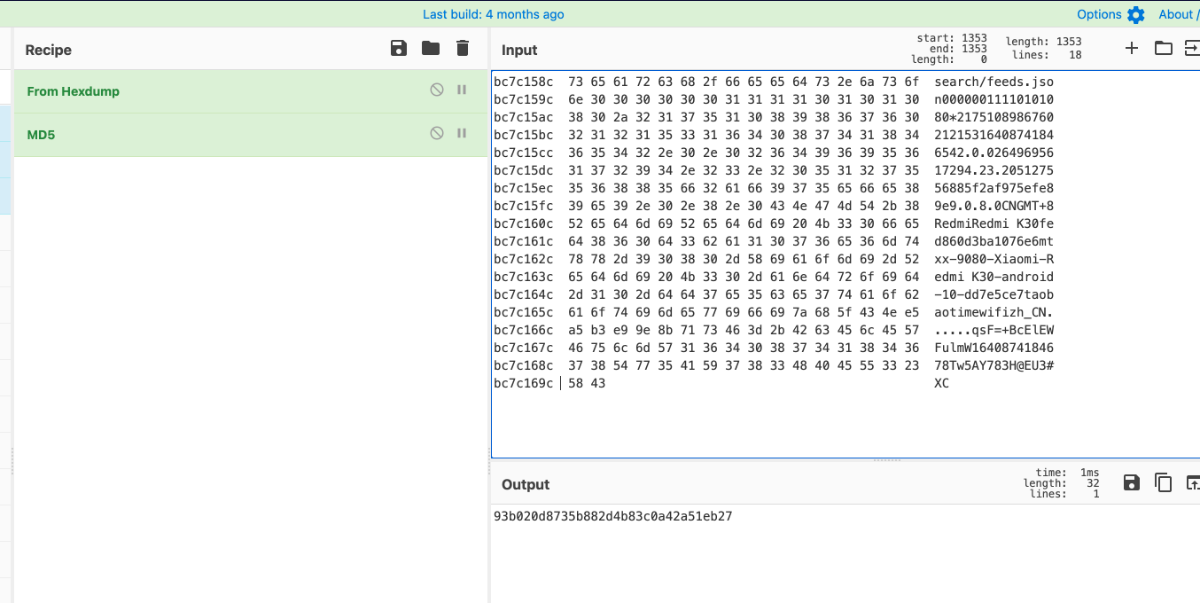 Last build: 4 months ago
Options
About /
Recipe
From Hexdump
MD5
Input
start: 1353
end: 1353
length: 0
length: 1353
lines: 18
bc7c158c 73 65 61 72 63 68 2f 66 65 65 64 73 2e 6a 73 6f search/feeds.jso
bc7c159c 6e 30 30 30 30 30 30 31 31 31 31 30 31 30 31 30 n000000111101010
bc7c15ac 38 30 2a 32 31 37 35 31 30 38 39 38 36 37 36 30 80*2175108986760
bc7c15bc 32 31 32 31 35 33 31 36 34 30 38 37 34 31 38 34 2121531640874184
bc7c15cc 36 35 34 32 2e 30 2e 30 32 36 34 39 36 39 35 36 6542.0.026496956
bc7c15dc 31 37 32 39 34 2e 32 33 2e 32 30 35 31 32 37 35 17294.23.2051275
bc7c15ec 35 36 38 38 35 66 32 61 66 39 37 35 65 66 65 38 56885f2af975efe8
bc7c15fc 39 65 39 2e 30 2e 38 2e 30 43 4e 47 4d 54 2b 38 9e9.0.8.0CNGMT+8
bc7c160c 52 65 64 6d 69 52 65 64 6d 69 20 4b 33 30 66 65 RedmiRedmi K30fe
bc7c161c 64 38 36 30 64 33 62 61 31 30 37 36 65 36 6d 74 d860d3ba1076e6mt
bc7c162c 78 78 2d 39 30 38 30 2d 58 69 61 6f 6d 69 2d 52 xx-9080-Xiaomi-R
bc7c163c 65 64 6d 69 20 4b 33 30 2d 61 6e 64 72 6f 69 64 edmi K30-android
bc7c164c 2d 31 30 2d 64 64 37 65 35 63 65 37 74 61 6f 62 -10-dd7e5ce7taob
bc7c165c 61 6f 74 69 6d 65 77 69 66 69 7a 68 5f 43 4e e5 aotimewifizh_CN.
bc7c166c a5 b3 e9 9e 8b 71 73 46 3d 2b 42 63 45 6c 45 57 .....qsF=+BcElEW
bc7c167c 46 75 6c 6d 57 31 36 34 30 38 37 34 31 38 34 36 FulmW16408741846
bc7c168c 37 38 54 77 35 41 59 37 38 33 48 40 45 55 33 23 78Tw5AY783H@EU3#
bc7c169c 58 43 XC
Output
time: 1ms
length: 32
lines: 1
93b020d8735b882d4b83c0a42a51eb27